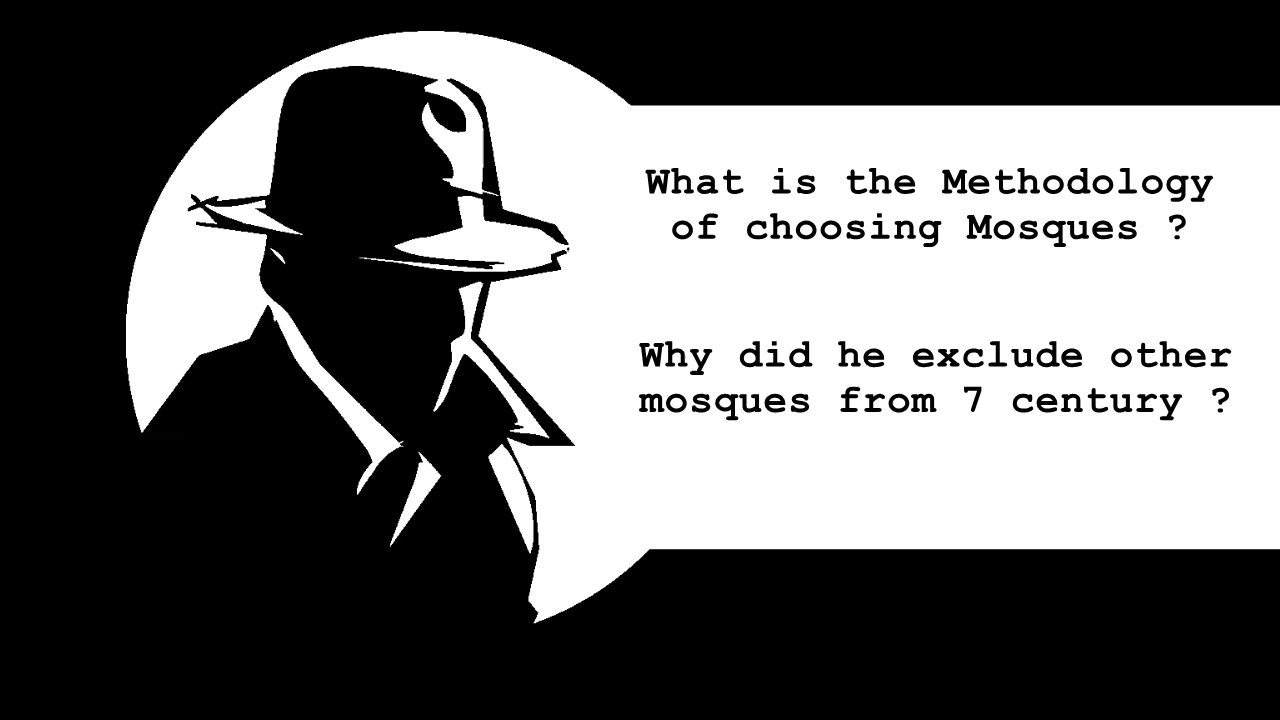 What is the Methodology
of choosing Mosques ?
Why did he exclude other
mosques from 7 century ?